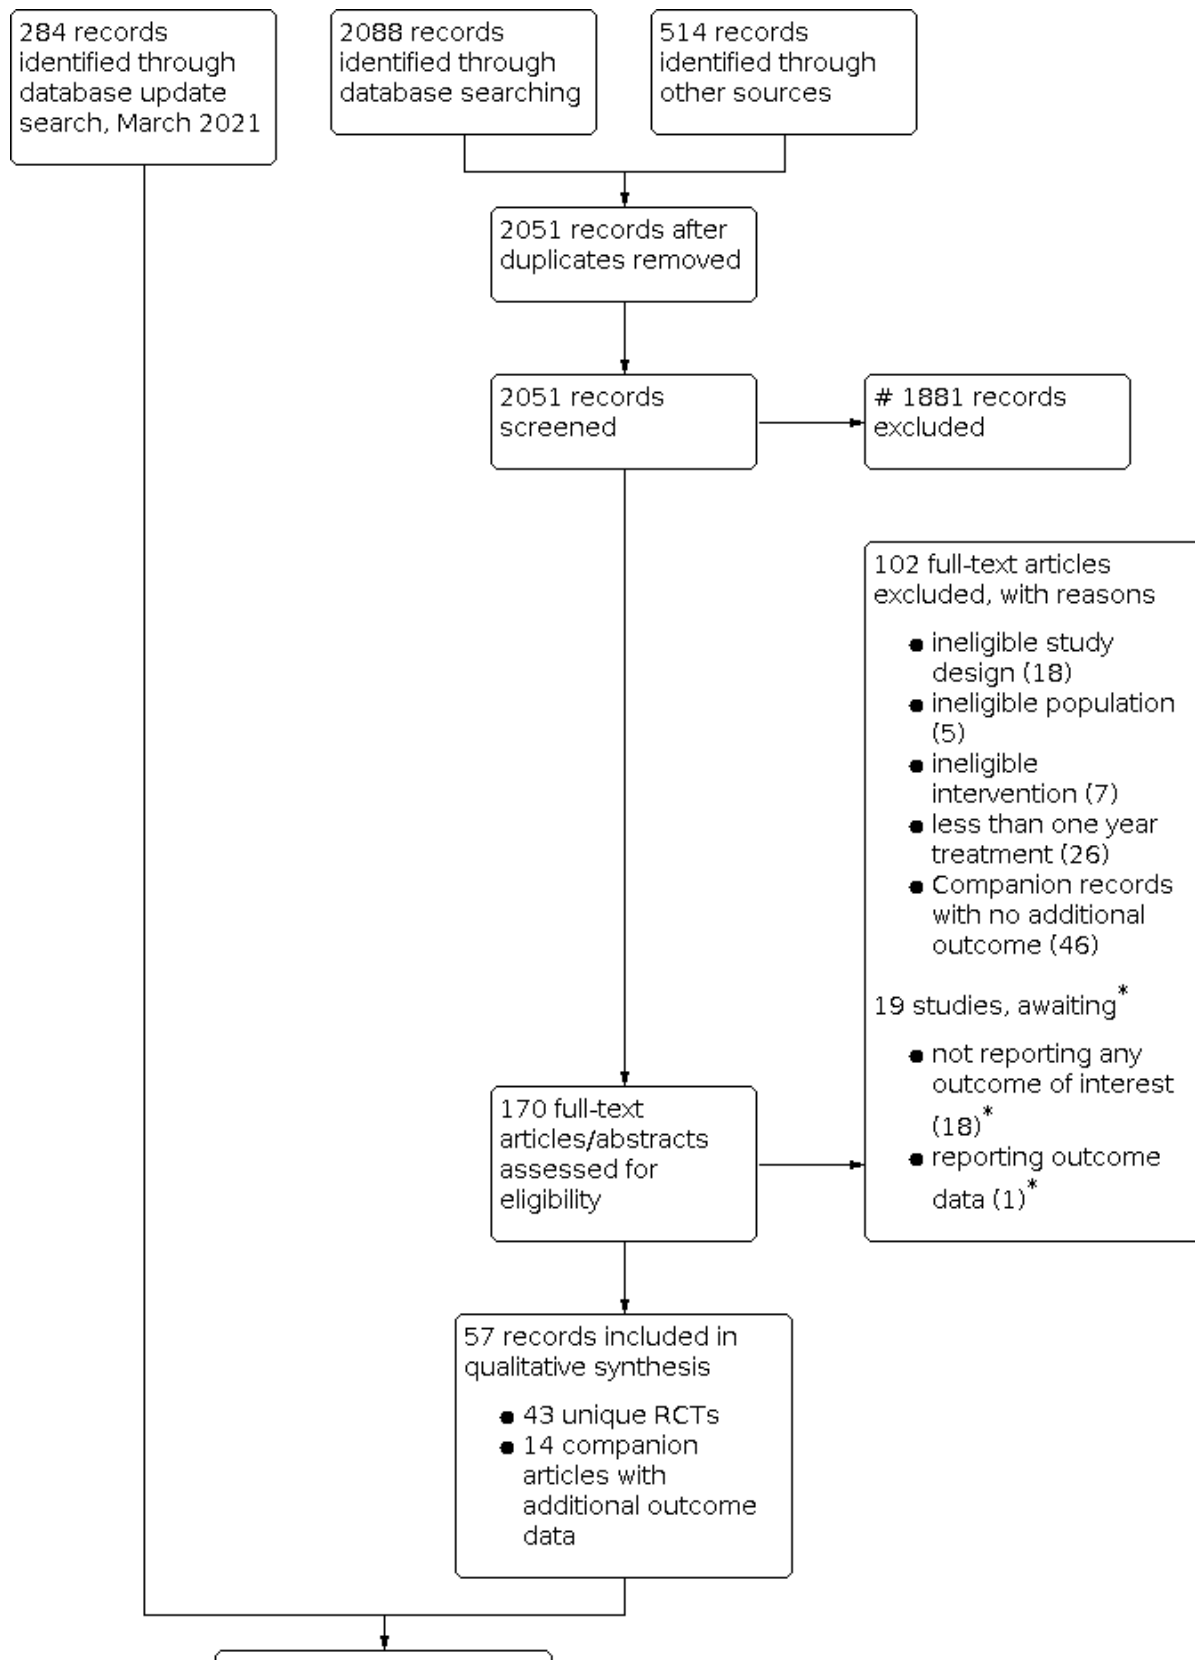 284 records
identified through
database update
search, March 2021
2088 records
identified through
database searching
514 records
identified through
other sources
2051 records after
duplicates removed
2051 records
screened
# 1881 records
excluded
102 full-text articles
excluded, with reasons
● ineligible study
design (18)
● ineligible population
(5)
● ineligible
intervention (7)
● less than one year
treatment (26)
● Companion records
with no additional
outcome (46)
19 studies, awaiting*
● not reporting any
outcome of interest
(18)*
● reporting outcome
data (1)*
170 full-text
articles/abstracts
assessed for
eligibility
57 records included in
qualitative synthesis
● 43 unique RCTs
● 14 companion
articles with
additional outcome
data